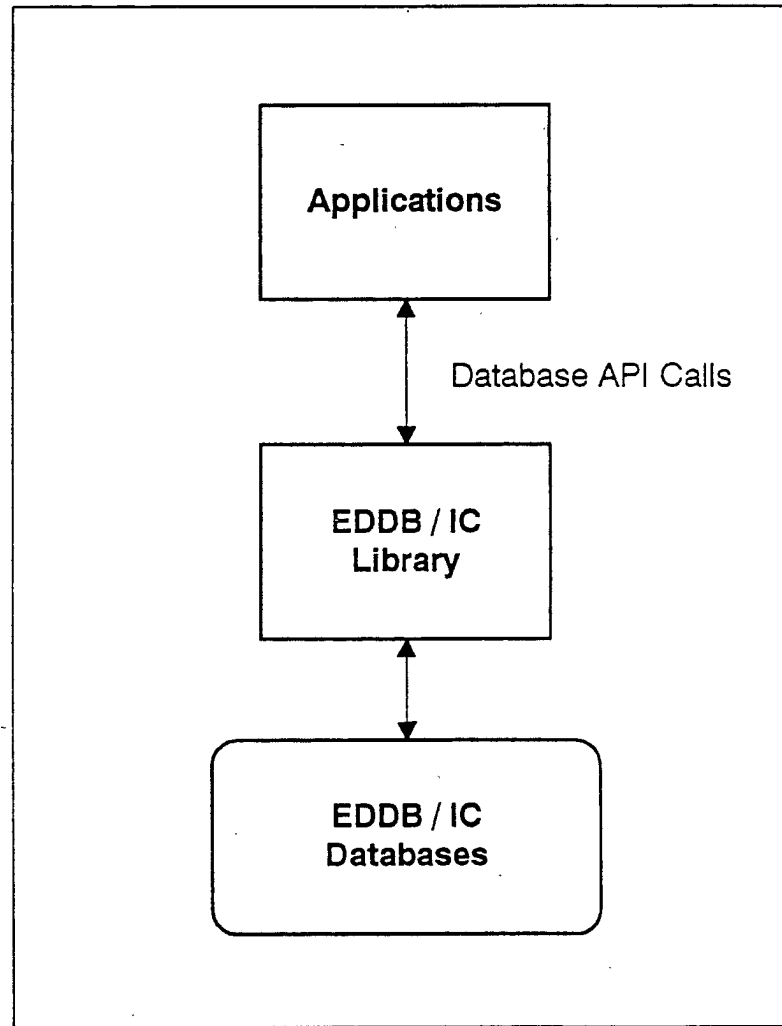 Applications
Database API Calls
EDDB / IC
Library
EDDB / IC
Databases